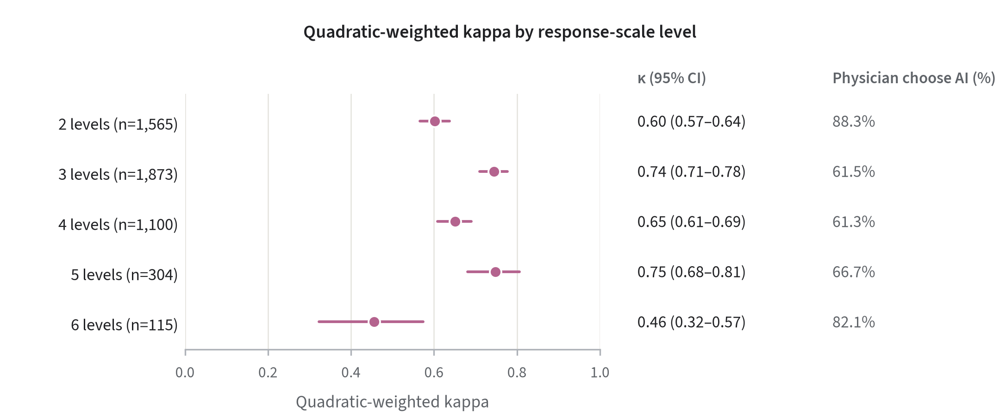 Quadratic-weighted kappa by response-scale level
κ (95% CI) Physician choose AI (%)
2 levels (n=1,565) 0.60 (0.57–0.64) 88.3%
3 levels (n=1,873) 0.74 (0.71–0.78) 61.5%
4 levels (n=1,100) 0.65 (0.61–0.69) 61.3%
5 levels (n=304) 0.75 (0.68–0.81) 66.7%
6 levels (n=115) 0.46 (0.32–0.57) 82.1%
0.0 0.2 0.4 0.6 0.8 1.0
Quadratic-weighted kappa